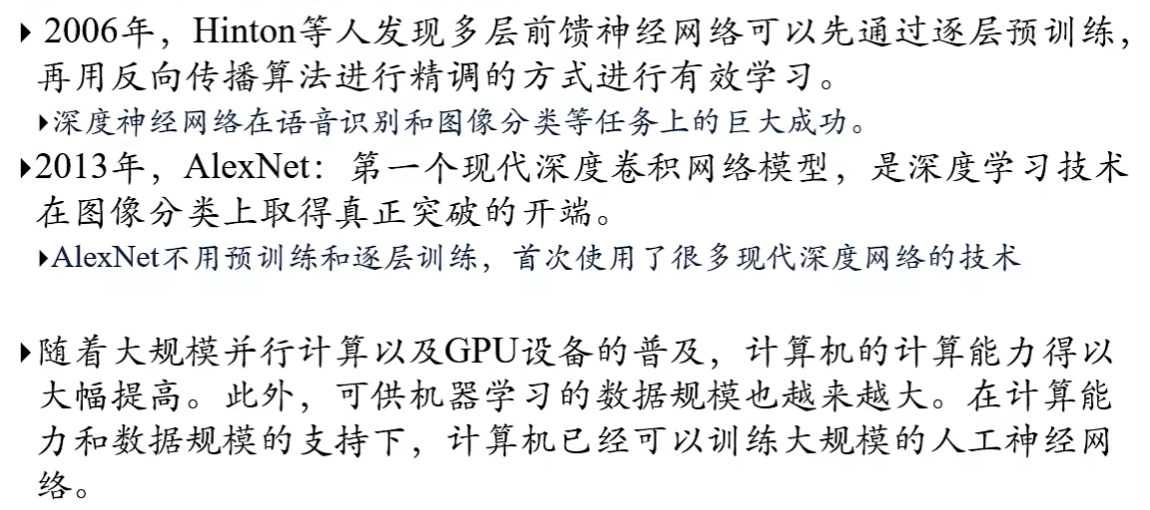 2006年，Hinton等人发现多层前馈神经网络可以先通过逐层预训练，
再用反向传播算法进行精调的方式进行有效学习。
深度神经网络在语音识别和图像分类等任务上的巨大成功。
2013年，AlexNet：第一个现代深度卷积网络模型，是深度学习技术
在图像分类上取得真正突破的开端。
AlexNet不用预训练和逐层训练，首次使用了很多现代深度网络的技术
随着大规模并行计算以及GPU设备的普及，计算机的计算能力得以
大幅提高。此外，可供机器学习的数据规模也越来越大。在计算能
力和数据规模的支持下，计算机已经可以训练大规模的人工神经网
络。